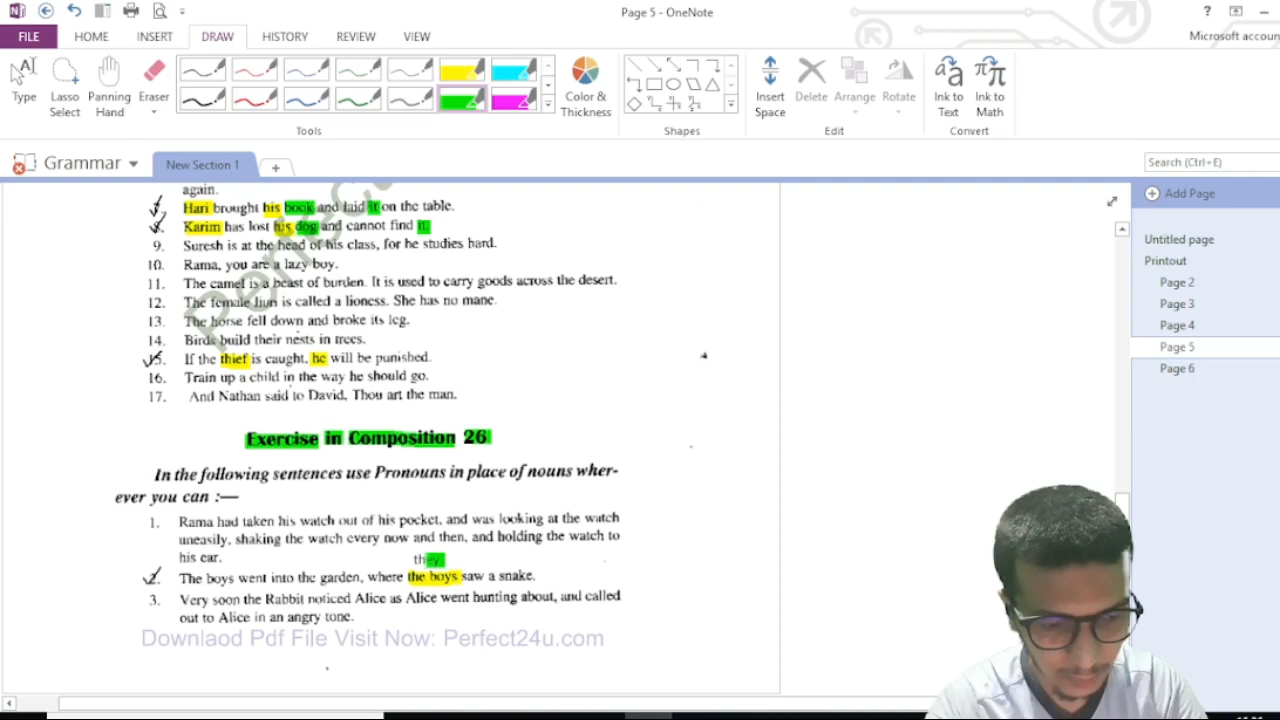 Page 5 - OneNote
?
Microsoft accoun
FILE
HOME
INSERT
DRAW
HISTORY
REVIEW
VIEW
Type
Lasso
Select
Panning
Hand
Eraser
Color &
Thickness
Insert
Space
Delete
Arrange
Rotate
Ink to
Text
Ink to
Math
Tools
Shapes
Edit
Convert
Grammar
New Section 1
Search (Ctrl+E)
Add Page
Untitled page
Printout
Page 2
Page 3
Page 4
Page 5
Page 6
again.
Hari brought his book and laid it on the table.
Karim has lost his dog and cannot find it.
9. Suresh is at the head of his class, for he studies hard.
10. Rama, you are a lazy boy.
11. The camel is a beast of burden. It is used to carry goods across the desert.
12. The female lion is called a lioness. She has no mane.
13. The horse fell down and broke its leg.
14. Birds build their nests in trees.
15. If the thief is caught, he will be punished.
16. Train up a child in the way he should go.
17. And Nathan said to David, Thou art the man.
Exercise in Composition 26
In the following sentences use Pronouns in place of nouns wher-
ever you can :—
1. Rama had taken his watch out of his pocket, and was looking at the watch
uneasily, shaking the watch every now and then, and holding the watch to
his ear.
they
2. The boys went into the garden, where the boys saw a snake.
3. Very soon the Rabbit noticed Alice as Alice went hunting about, and called
out to Alice in an angry tone.
Downlaod Pdf File Visit Now: Perfect24u.com